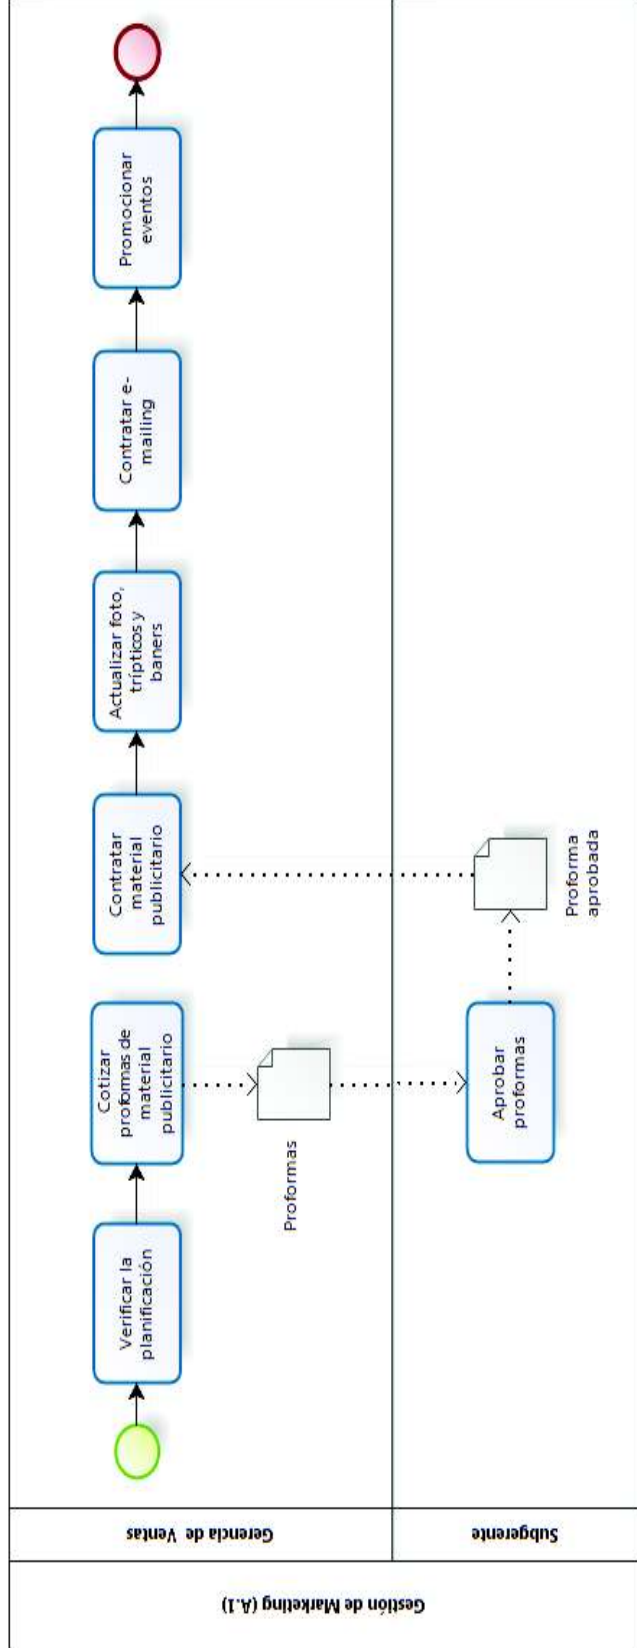 Gestión de Marketing (A.1)
Gerencia de Ventas
Subgerente
Verificar la
planificación
Cotizar
proformas de
material
publicitario
Proformas
Aprobar
proformas
Proforma
aprobada
Contratar
material
publicitario
Actualizar foto,
trípticos y
baners
Contratar e-
mailing
Promocionar
eventos